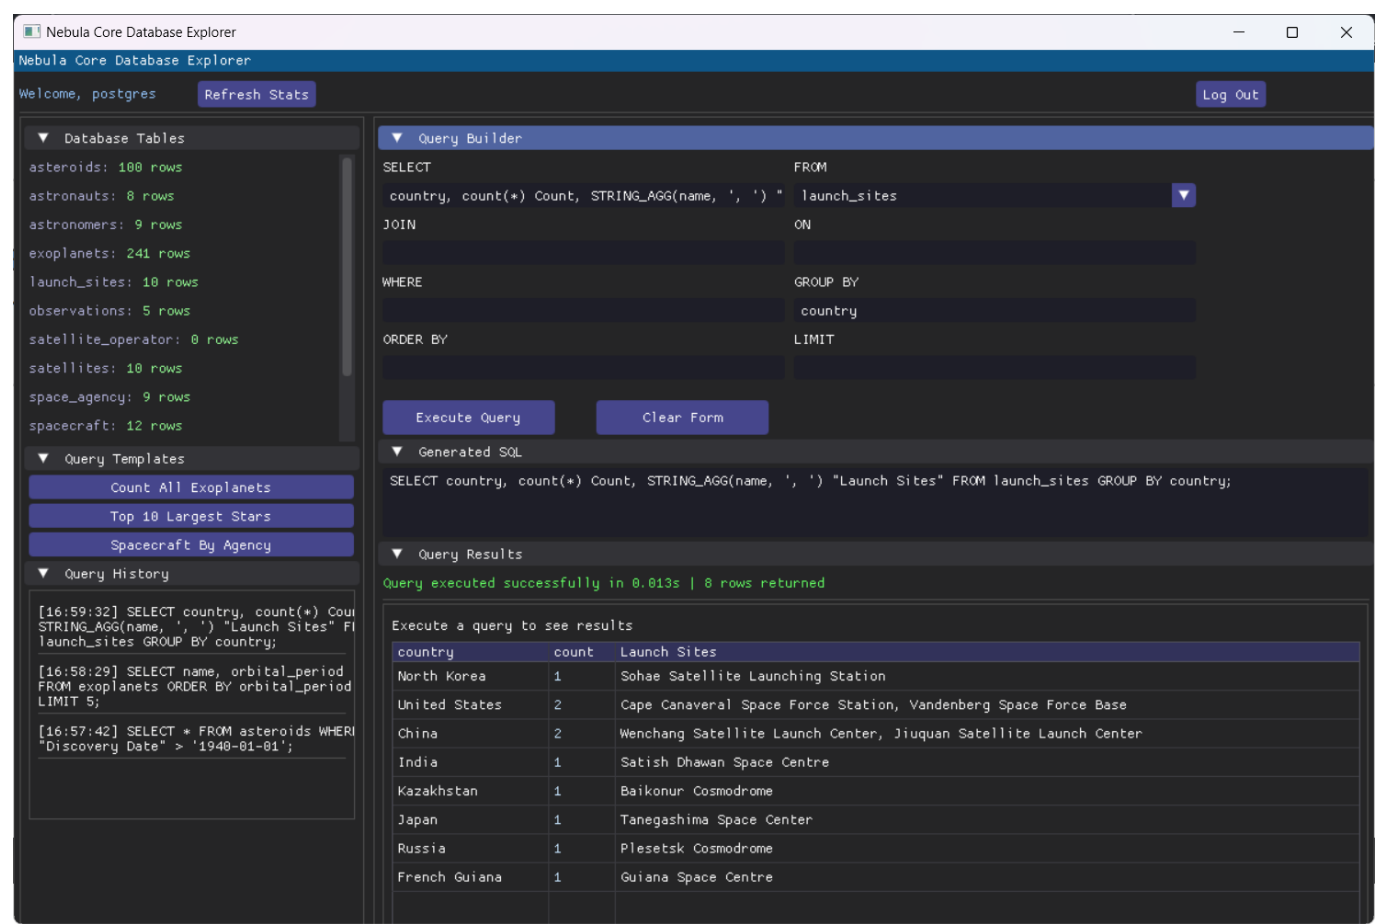 Nebula Core Database Explorer
Nebula Core Database Explorer
Welcome, postgres
Refresh Stats
Log Out
Database Tables
asteroids: 100 rows
astronauts: 8 rows
astronomers: 9 rows
exoplanets: 241 rows
launch_sites: 10 rows
observations: 5 rows
satellite_operator: 0 rows
satellites: 10 rows
space_agency: 9 rows
spacecraft: 12 rows
Query Templates
Count All Exoplanets
Top 10 Largest Stars
Spacecraft By Agency
Query History
[16:59:32] SELECT country, count(*) Cou
STRING_AGG(name, ', ') "Launch Sites" F
launch_sites GROUP BY country;
[16:58:29] SELECT name, orbital_period
FROM exoplanets ORDER BY orbital_period
LIMIT 5;
[16:57:42] SELECT * FROM asteroids WHER
"Discovery Date" > '1940-01-01';
Query Builder
SELECT
FROM
country, count(*) Count, STRING_AGG(name, ', ') "
launch_sites
JOIN
ON
WHERE
GROUP BY
country
ORDER BY
LIMIT
Execute Query
Clear Form
Generated SQL
SELECT country, count(*) Count, STRING_AGG(name, ', ') "Launch Sites" FROM launch_sites GROUP BY country;
Query Results
Query executed successfully in 0.013s | 8 rows returned
Execute a query to see results
country count Launch Sites
North Korea 1 Sohae Satellite Launching Station
United States 2 Cape Canaveral Space Force Station, Vandenberg Space Force Base
China 2 Wenchang Satellite Launch Center, Jiuquan Satellite Launch Center
India 1 Satish Dhawan Space Centre
Kazakhstan 1 Baikonur Cosmodrome
Japan 1 Tanegashima Space Center
Russia 1 Plesetsk Cosmodrome
French Guiana 1 Guiana Space Centre